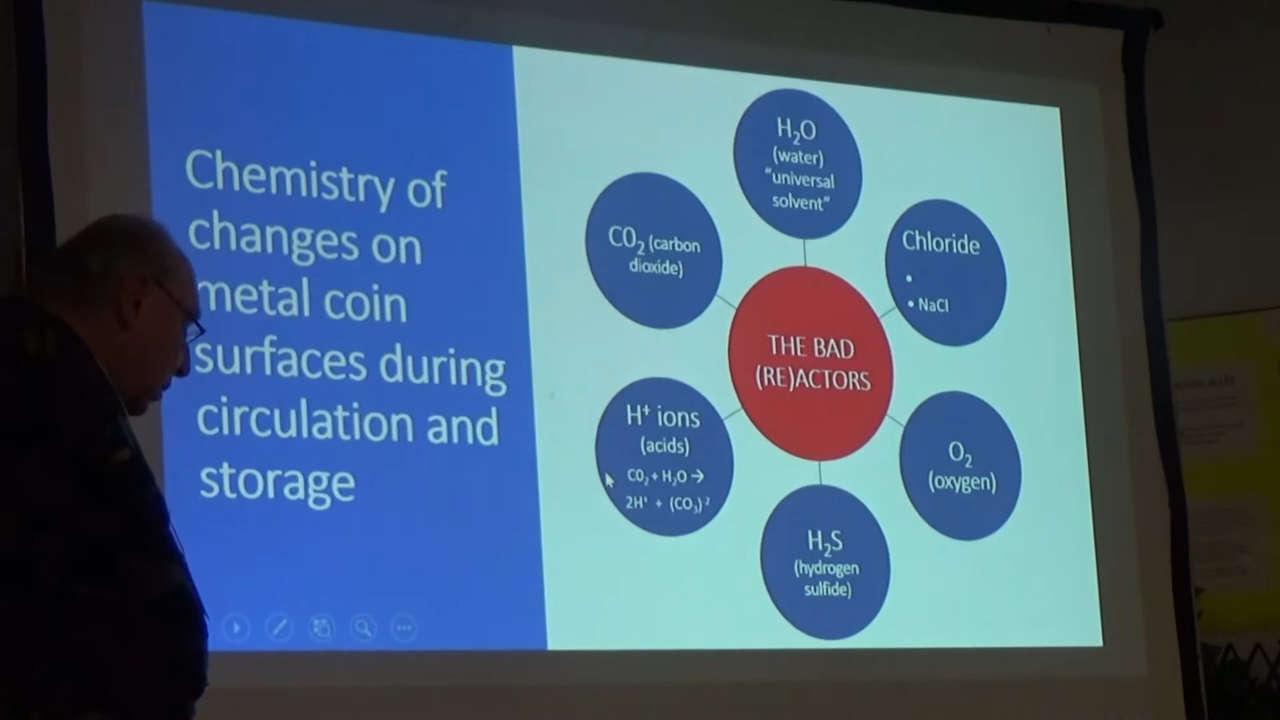 Chemistry of
changes on
metal coin
surfaces during
circulation and
storage
H₂O
(water)
"universal
solvent"
CO₂ (carbon
dioxide)
Chloride
•
• NaCl
THE BAD
(RE)ACTORS
H⁺ ions
(acids)
CO₂ + H₂O →
2H⁺ + (CO₃)²
O₂
(oxygen)
H₂S
(hydrogen
sulfide)